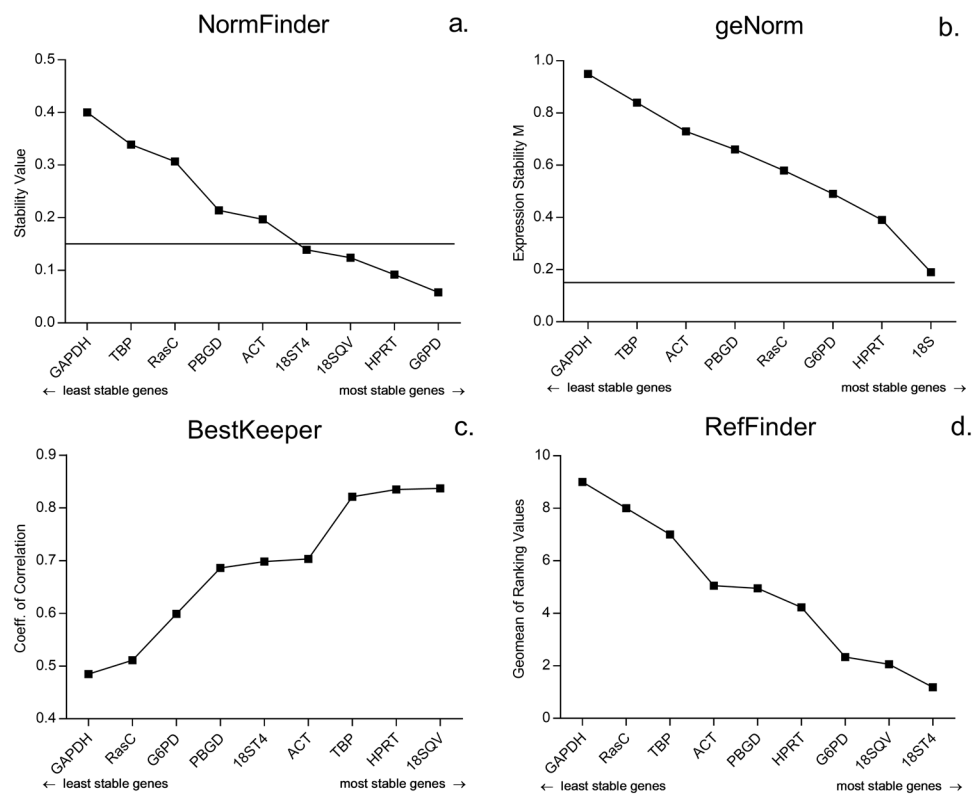 NormFinder
a.
0.5
0.4
0.3
0.2
0.1
0.0
Stability Value
GAPDH
TBP
RasC
PBGD
ACT
18ST4
18SQV
HPRT
G6PD
← least stable genes
most stable genes →
geNorm
b.
1.0
0.8
0.6
0.4
0.2
0.0
Expression Stability M
GAPDH
TBP
ACT
PBGD
RasC
G6PD
HPRT
18S
← least stable genes
most stable genes →
BestKeeper
c.
0.9
0.8
0.7
0.6
0.5
0.4
Coeff. of Correlation
GAPDH
RasC
G6PD
PBGD
18ST4
ACT
TBP
HPRT
18SQV
← least stable genes
most stable genes →
RefFinder
d.
10
8
6
4
2
0
Geomean of Ranking Values
GAPDH
RasC
TBP
ACT
PBGD
HPRT
G6PD
18SQV
18ST4
← least stable genes
most stable genes →